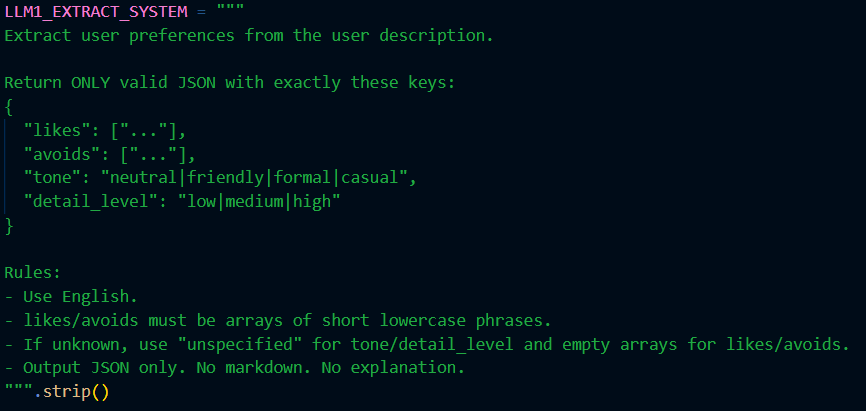 LLM1_EXTRACT_SYSTEM = """
Extract user preferences from the user description.
Return ONLY valid JSON with exactly these keys:
{
"likes": ["..."],
"avoids": ["..."],
"tone": "neutral|friendly|formal|casual",
"detail_level": "low|medium|high"
}
Rules:
- Use English.
- likes/avoids must be arrays of short lowercase phrases.
- If unknown, use "unspecified" for tone/detail_level and empty arrays for likes/avoids.
- Output JSON only. No markdown. No explanation.
""".strip()